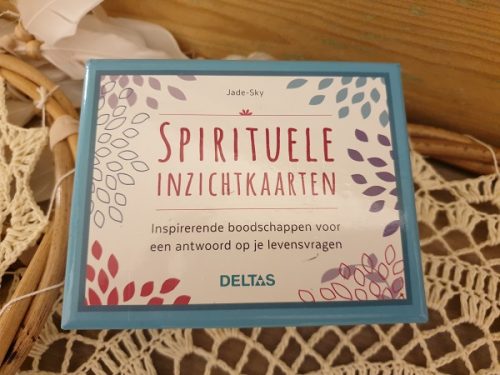 Jade-Sky
SPIRITUELE
INZICHTKAARTEN
Inspirerende boodschappen voor
een antwoord op je levensvragen
DELTAS